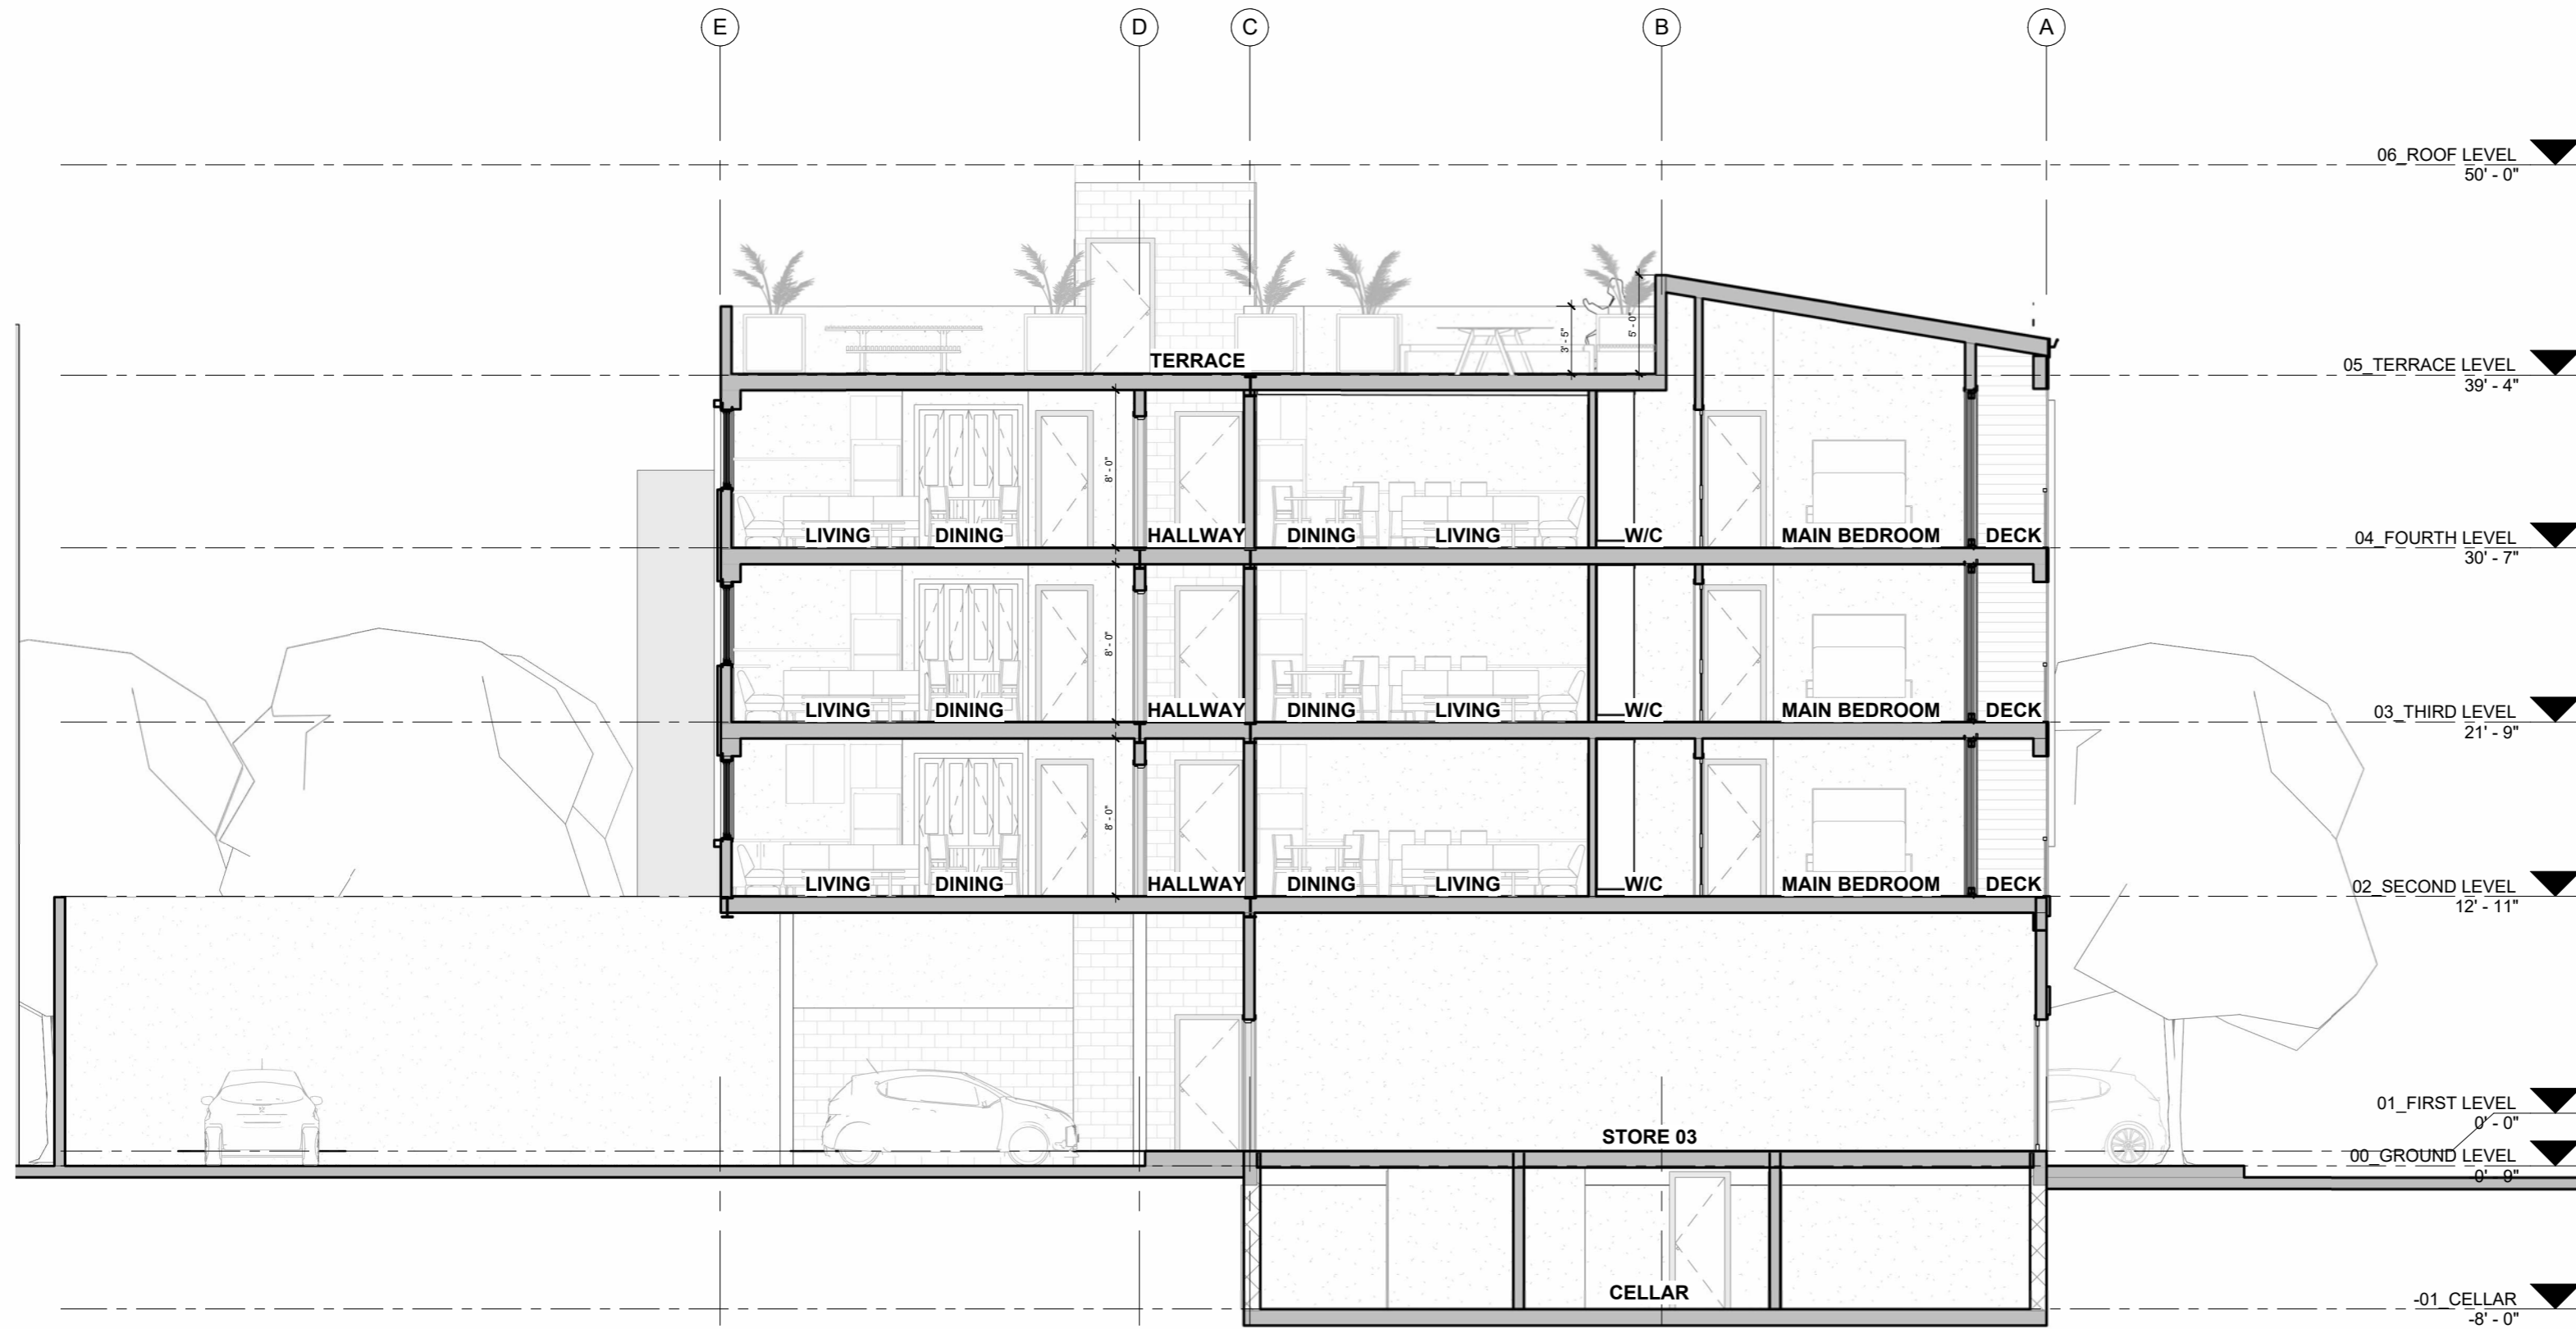 E D C B A
06_ROOF LEVEL
50' - 0"
5' - 0"
3' - 5"
TERRACE
05_TERRACE LEVEL
39' - 4"
8' - 0"
LIVING DINING HALLWAY DINING LIVING W/C MAIN BEDROOM DECK
04_FOURTH LEVEL
30' - 7"
8' - 0"
LIVING DINING HALLWAY DINING LIVING W/C MAIN BEDROOM DECK
03_THIRD LEVEL
21' - 9"
8' - 0"
LIVING DINING HALLWAY DINING LIVING W/C MAIN BEDROOM DECK
02_SECOND LEVEL
12' - 11"
01_FIRST LEVEL
0' - 0"
STORE 03
00_GROUND LEVEL
-0' - 9"
CELLAR
-01_CELLAR
-8' - 0"